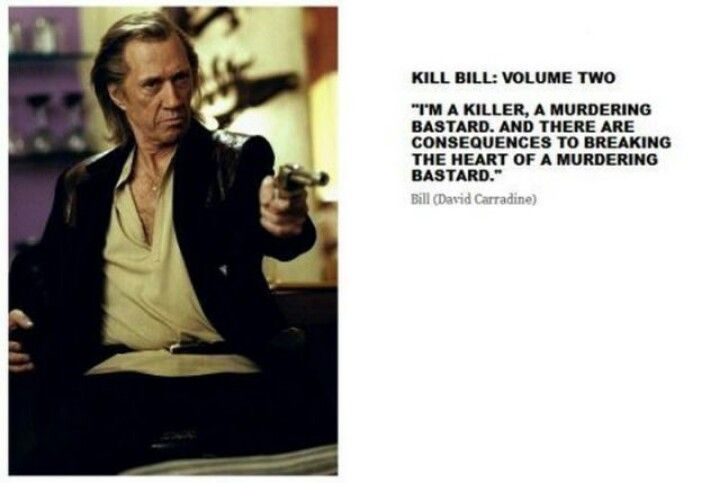 KILL BILL: VOLUME TWO
"I'M A KILLER, A MURDERING
BASTARD. AND THERE ARE
CONSEQUENCES TO BREAKING
THE HEART OF A MURDERING
BASTARD."
Bill (David Carradine)